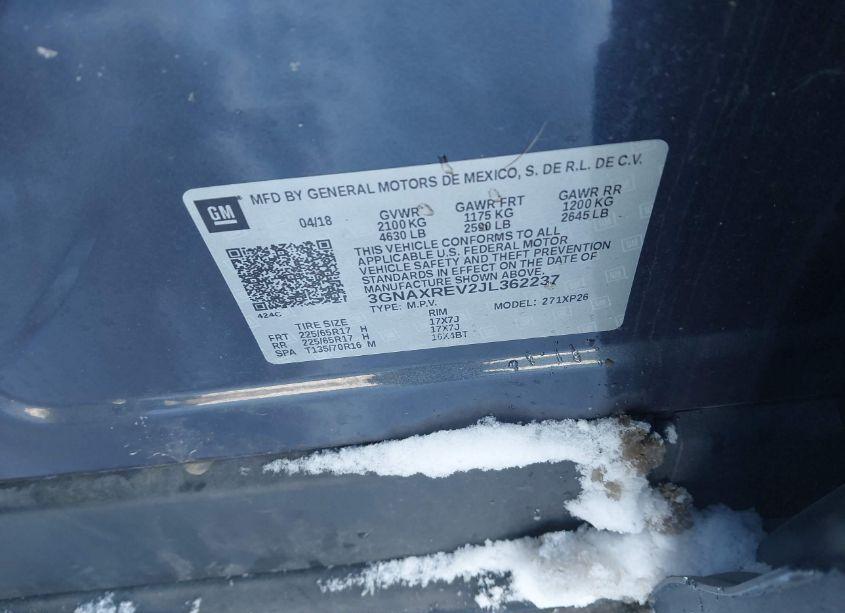 GM
MFD BY GENERAL MOTORS DE MEXICO, S. DE R.L. DE C.V.
04/18 GVWR GAWR FRT GAWR RR
2100 KG 1175 KG 1200 KG
4630 LB 2590 LB 2645 LB
THIS VEHICLE CONFORMS TO ALL
APPLICABLE U.S. FEDERAL MOTOR
VEHICLE SAFETY AND THEFT PREVENTION
STANDARDS IN EFFECT ON THE DATE OF
MANUFACTURE SHOWN ABOVE.
3GNAXREV2JL362237
424C TYPE: M.P.V. MODEL: 271XP26
TIRE SIZE RIM
FRT 225/65R17 H 17X7J
RR 225/65R17 H 17X7J
SPA T135/70R16 M 16X4BT